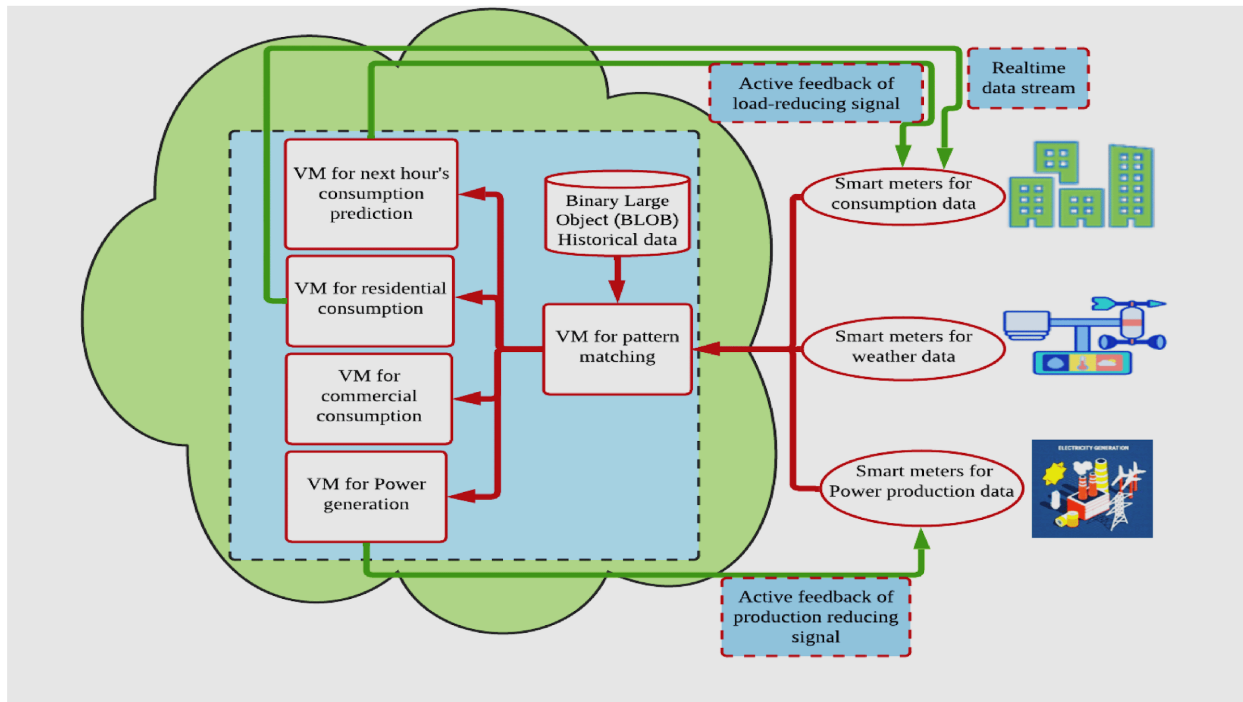 Realtime
data stream
Active feedback of
load-reducing signal
VM for next hour's
consumption
prediction
Binary Large
Object (BLOB)
Historical data
Smart meters for
consumption data
VM for residential
consumption
VM for pattern
matching
Smart meters for
weather data
VM for
commercial
consumption
VM for Power
generation
Smart meters for
Power production data
ELECTRICITY GENERATION
Active feedback of
production reducing
signal